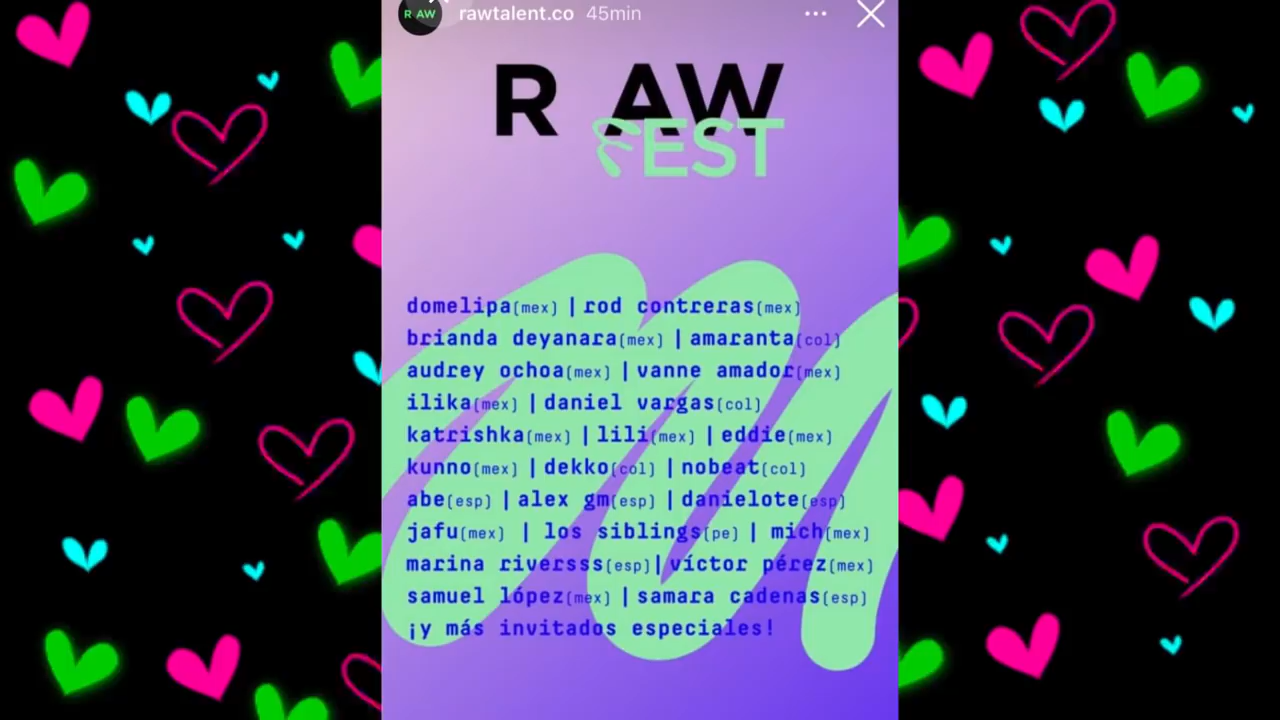 R AW rawtalent.co 45min
R AW
FEST
domelipa(mex) | rod contreras(mex)
brianda deyanara(mex) | amaranta(col)
audrey ochoa(mex) | vanne amador(mex)
ilika(mex) | daniel vargas(col)
katrishka(mex) | lili(mex) | eddie(mex)
kunno(mex) | dekko(col) | nobeat(col)
abe(esp) | alex gm(esp) | danielote(esp)
jafu(mex) | los siblings(pe) | mich(mex)
marina riversss(esp) | víctor pérez(mex)
samuel lópez(mex) | samara cadenas(esp)
¡y más invitados especiales!